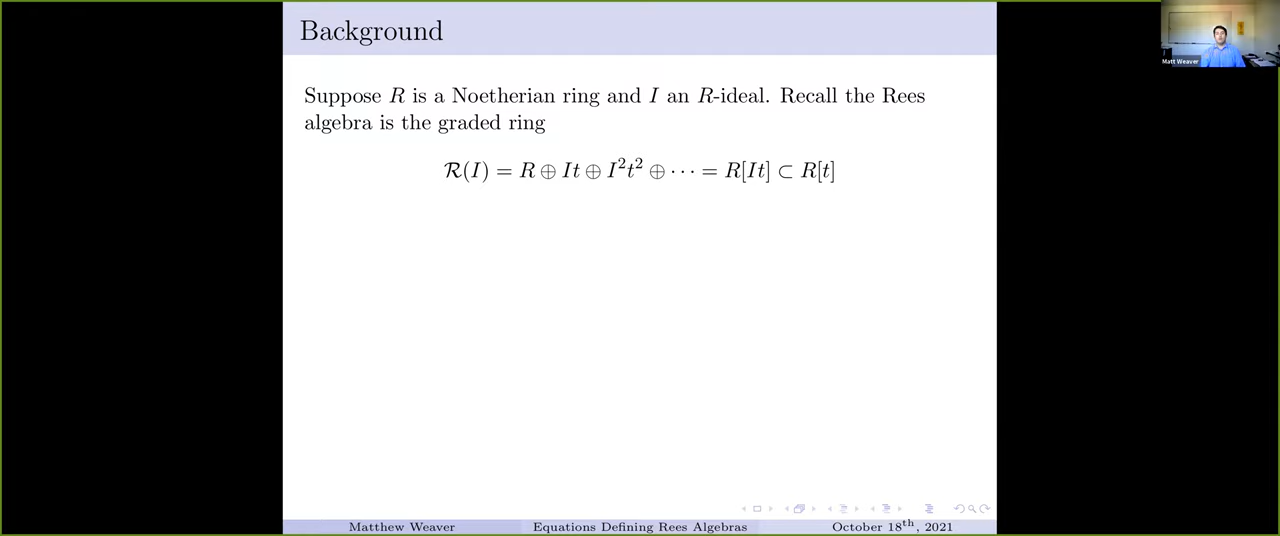 Background
Matt Weaver
Suppose R is a Noetherian ring and I an R-ideal. Recall the Rees
algebra is the graded ring
ℛ(I) = R ⊕ It ⊕ I²t² ⊕ ··· = R[It] ⊂ R[t]
Matthew Weaver
Equations Defining Rees Algebras
October 18th, 2021